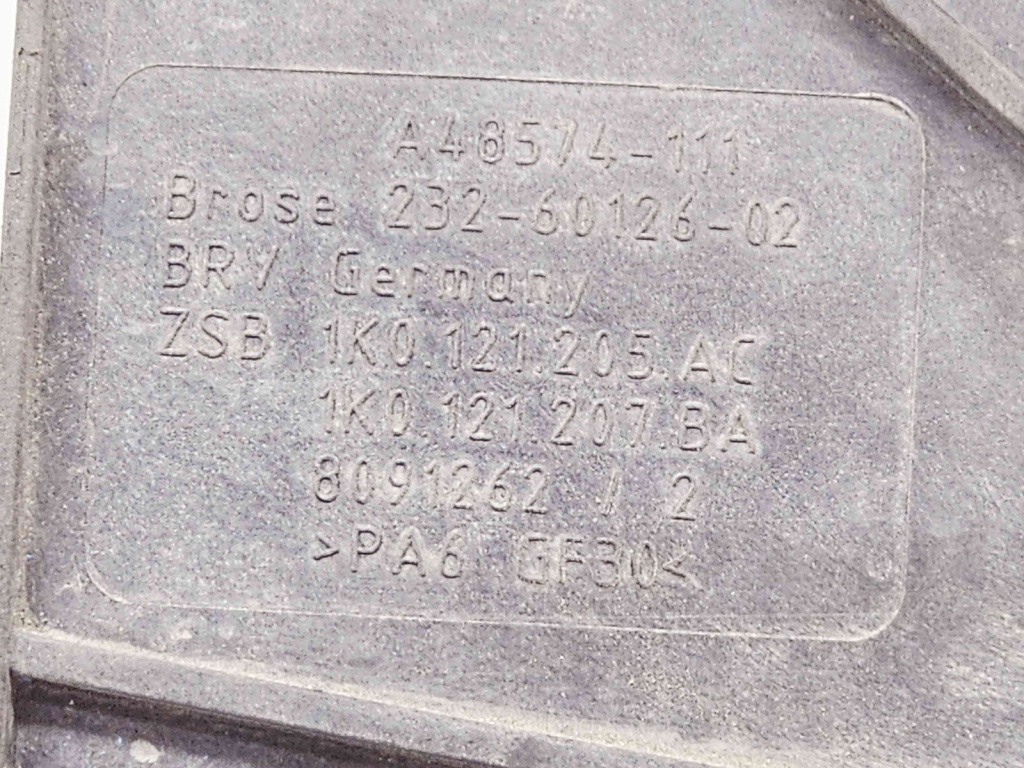 A48574-111
Brose 232-60126-02
BRV Germany
ZSB 1K0.121.205.AC
1K0.121.207.BA
8091262 / 2
>PA6 GF30<